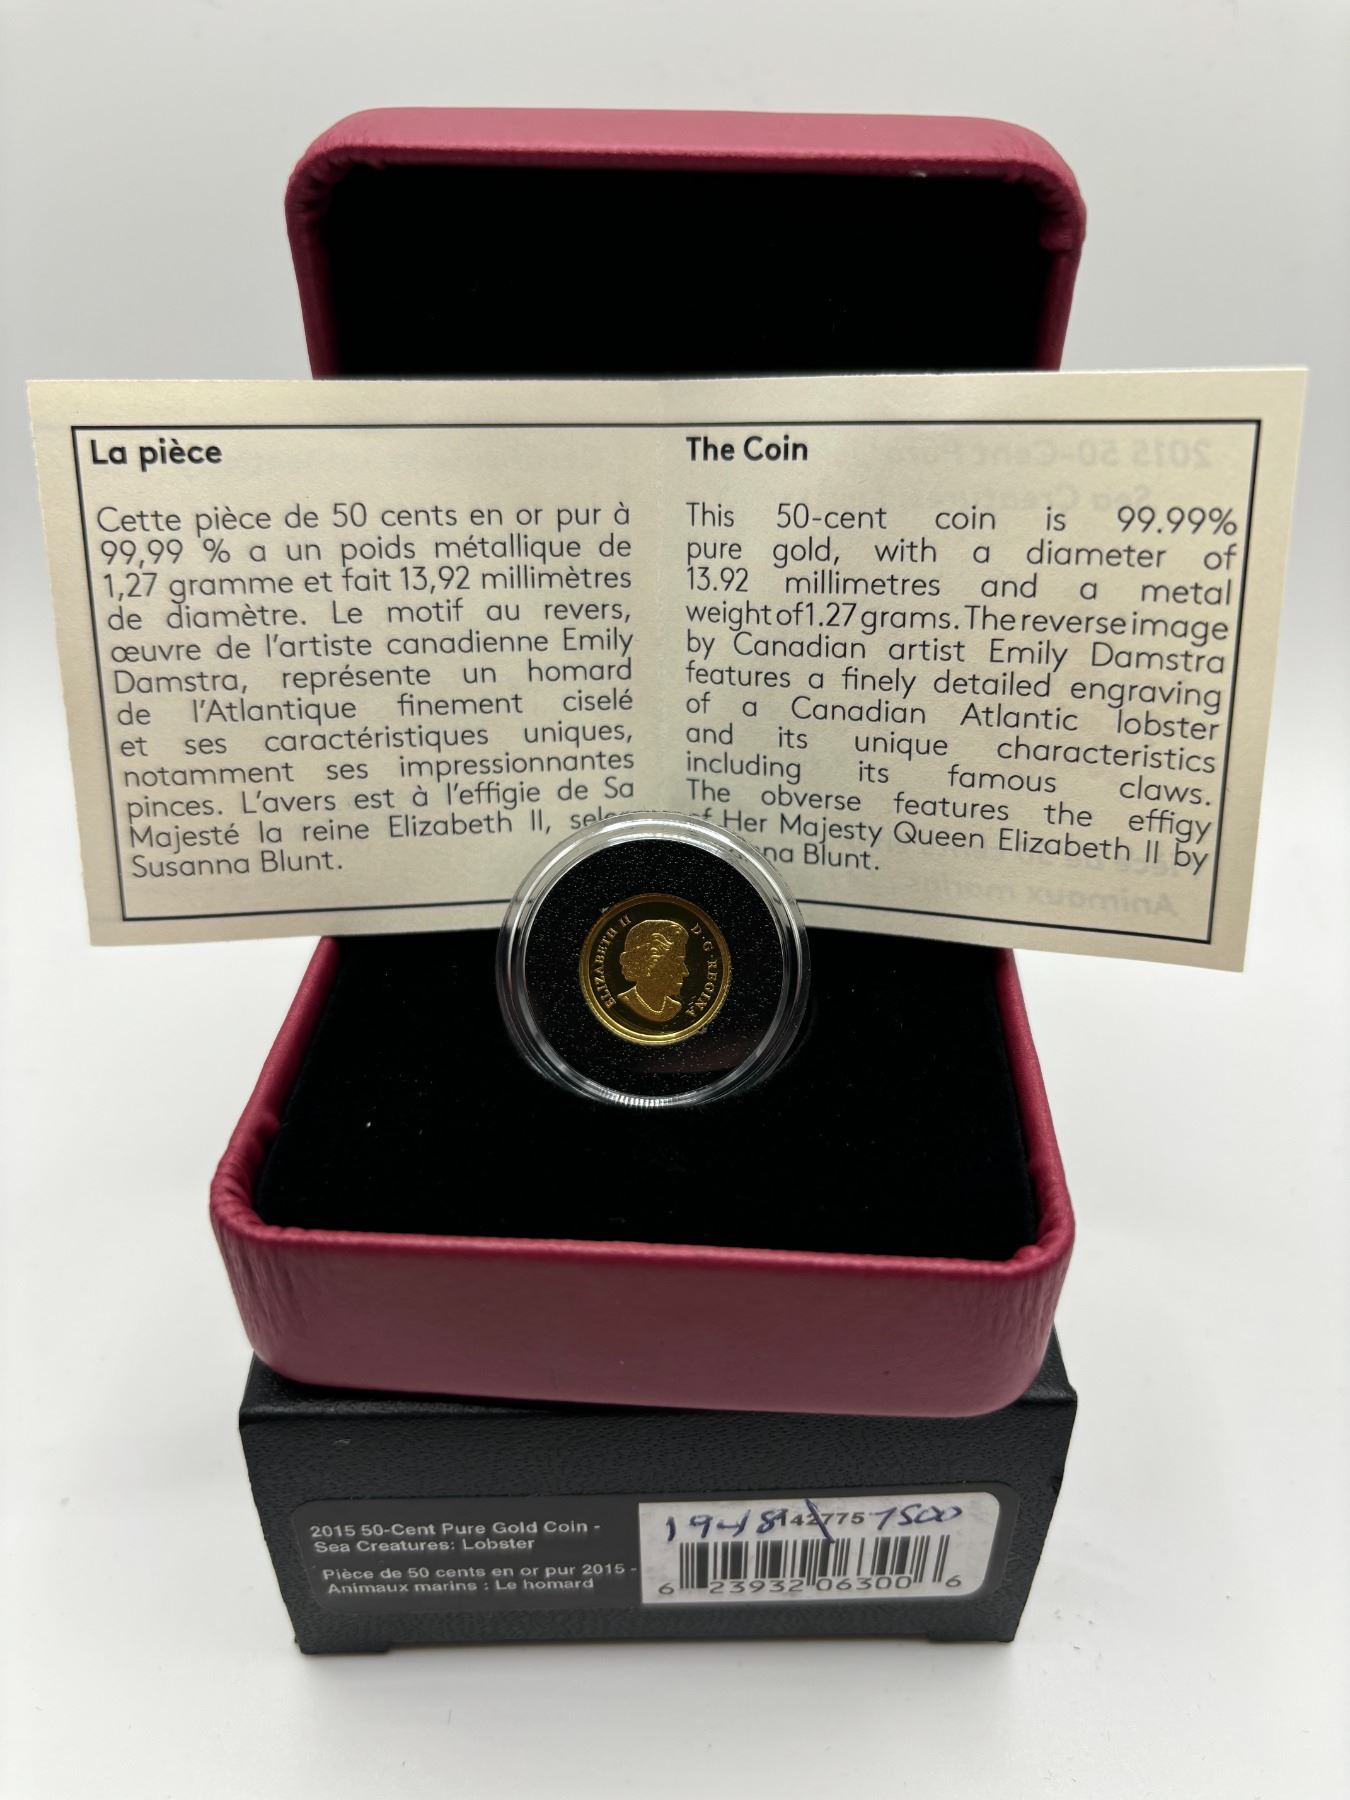 La pièce
Cette pièce de 50 cents en or pur à
99,99 % a un poids métallique de
1,27 gramme et fait 13,92 millimètres
de diamètre. Le motif au revers,
œuvre de l'artiste canadienne Emily
Damstra, représente un homard
de l'Atlantique finement ciselé
et ses caractéristiques uniques,
notamment ses impressionnantes
pinces. L'avers est à l'effigie de Sa
Majesté la reine Elizabeth II, selon
Susanna Blunt.
The Coin
This 50-cent coin is 99.99%
pure gold, with a diameter of
13.92 millimetres and a metal
weight of 1.27 grams. The reverse image
by Canadian artist Emily Damstra
features a finely detailed engraving
of a Canadian Atlantic lobster
and its unique characteristics
including its famous claws.
The obverse features the effigy
of Her Majesty Queen Elizabeth II by
Blunt.
ELIZABETH II D·G·REGINA
2015 50-Cent Pure Gold Coin -
Sea Creatures: Lobster
Pièce de 50 cents en or pur 2015 -
Animaux marins : Le homard
7500
6 23932 06300 6